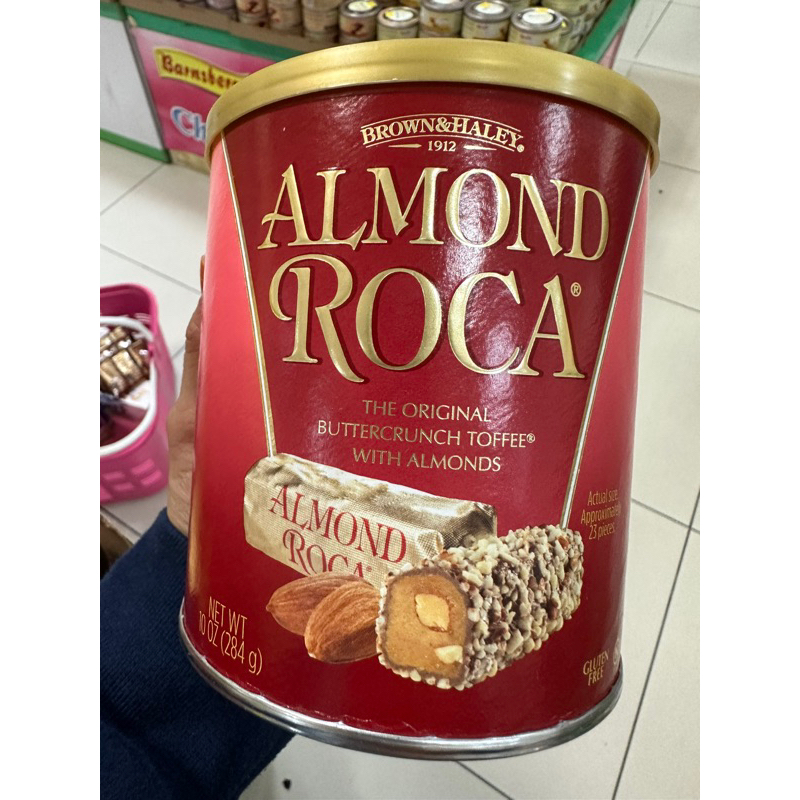 BROWN&HALEY®
1912
ALMOND
ROCA®
THE ORIGINAL
BUTTERCRUNCH TOFFEE®
WITH ALMONDS
Actual size
Approximately
23 pieces
ALMOND
ROCA®
NET WT
10 OZ (284 g)
GLUTEN
FREE